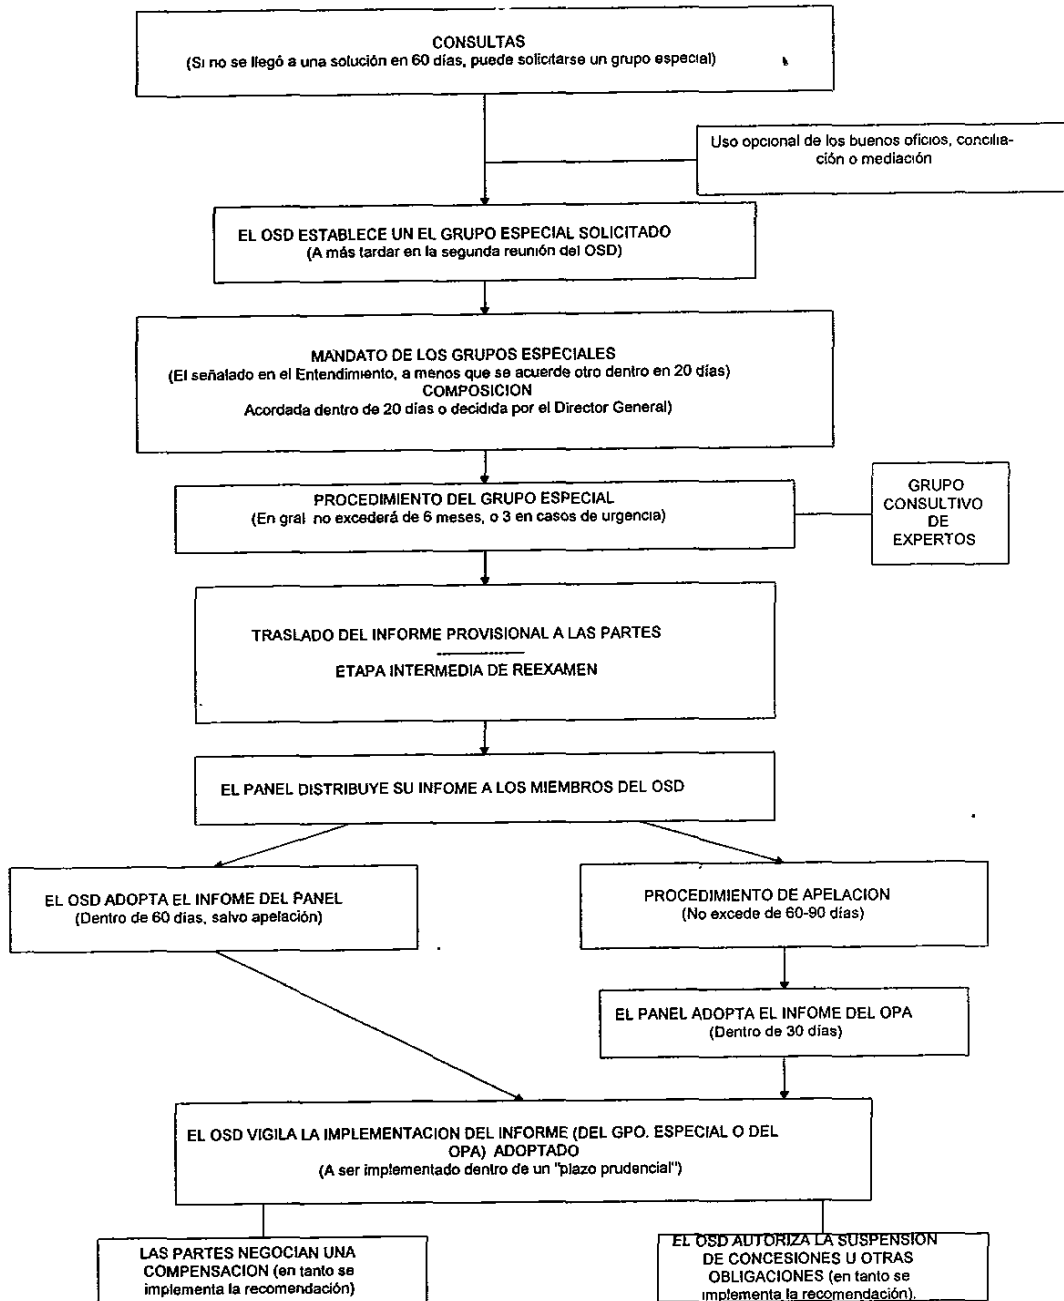 CONSULTAS
(Si no se llegó a una solución en 60 días, puede solicitarse un grupo especial)
Uso opcional de los buenos oficios, concilia-
ción o mediación
EL OSD ESTABLECE UN EL GRUPO ESPECIAL SOLICITADO
(A más tardar en la segunda reunión del OSD)
MANDATO DE LOS GRUPOS ESPECIALES
(El señalado en el Entendimiento, a menos que se acuerde otro dentro en 20 días)
COMPOSICION
Acordada dentro de 20 días o decidida por el Director General)
PROCEDIMIENTO DEL GRUPO ESPECIAL
(En gral no excederá de 6 meses, o 3 en casos de urgencia)
GRUPO
CONSULTIVO
DE
EXPERTOS
TRASLADO DEL INFORME PROVISIONAL A LAS PARTES
ETAPA INTERMEDIA DE REEXAMEN
EL PANEL DISTRIBUYE SU INFOME A LOS MIEMBROS DEL OSD
EL OSD ADOPTA EL INFOME DEL PANEL
(Dentro de 60 días, salvo apelación)
PROCEDIMIENTO DE APELACION
(No excede de 60-90 días)
EL PANEL ADOPTA EL INFOME DEL OPA
(Dentro de 30 días)
EL OSD VIGILA LA IMPLEMENTACION DEL INFORME (DEL GPO. ESPECIAL O DEL
OPA) ADOPTADO
(A ser implementado dentro de un "plazo prudencial")
LAS PARTES NEGOCIAN UNA
COMPENSACION (en tanto se
implementa la recomendación)
EL OSD AUTORIZA LA SUSPENSION
DE CONCESIONES U OTRAS
OBLIGACIONES (en tanto se
implementa la recomendación).